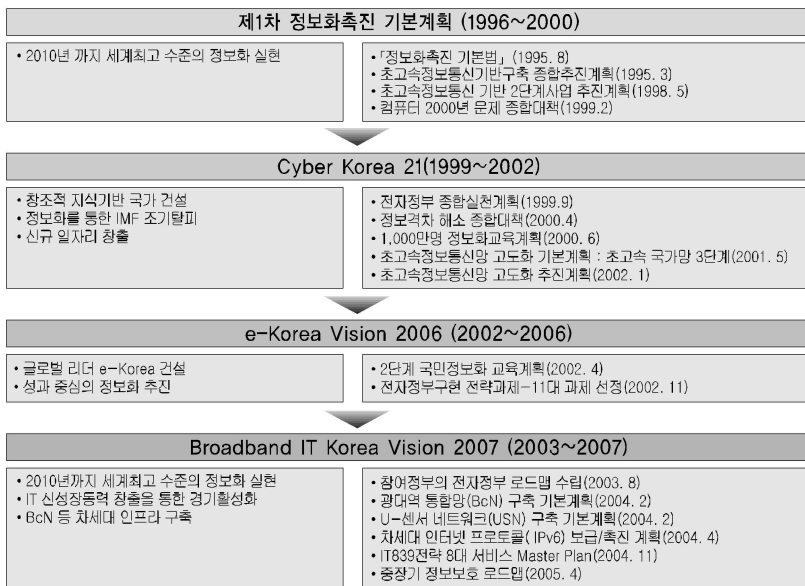 제1차 정보화촉진 기본계획 (1996~2000)
• 2010년 까지 세계최고 수준의 정보화 실현
• 「정보화촉진 기본법」 (1995. 8)
• 초고속정보통신기반구축 종합추진계획(1995. 3)
• 초고속정보통신 기반 2단계사업 추진계획(1998. 5)
• 컴퓨터 2000년 문제 종합대책(1999.2)
Cyber Korea 21(1999~2002)
• 창조적 지식기반 국가 건설
• 정보화를 통한 IMF 조기탈피
• 신규 일자리 창출
• 전자정부 종합실천계획(1999.9)
• 정보격차 해소 종합대책(2000.4)
• 1,000만명 정보화교육계획(2000. 6)
• 초고속정보통신망 고도화 기본계획 : 초고속 국가망 3단계(2001. 5)
• 초고속정보통신망 고도화 추진계획(2002. 1)
e-Korea Vision 2006 (2002~2006)
• 글로벌 리더 e-Korea 건설
• 성과 중심의 정보화 추진
• 2단계 국민정보화 교육계획(2002. 4)
• 전자정부구현 전략과제-11대 과제 선정(2002. 11)
Broadband IT Korea Vision 2007 (2003~2007)
• 2010년까지 세계최고 수준의 정보화 실현
• IT 신성장동력 창출을 통한 경기활성화
• BcN 등 차세대 인프라 구축
• 참여정부의 전자정부 로드맵 수립(2003. 8)
• 광대역 통합망(BcN) 구축 기본계획(2004. 2)
• U-센서 네트워크(USN) 구축 기본계획(2004. 2)
• 차세대 인터넷 프로토콜( IPv6) 보급/촉진 계획(2004. 4)
• IT839전략 8대 서비스 Master Plan(2004. 11)
• 중장기 정보보호 로드맵(2005. 4)